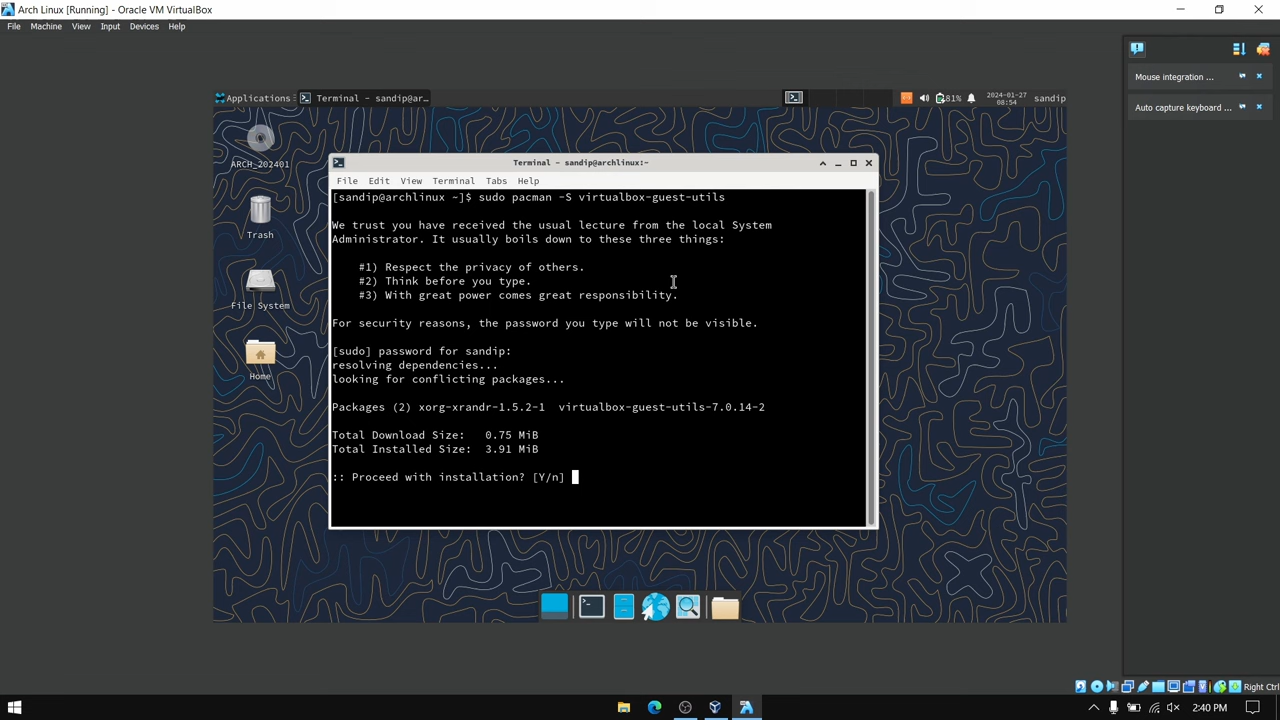 Arch Linux [Running] - Oracle VM VirtualBox
File Machine View Input Devices Help
Mouse integration ...
Auto capture keyboard ...
Applications
Terminal - sandip@ar...
81%
2024-01-27
08:54
sandip
ARCH_202401
Trash
File System
Home
Terminal - sandip@archlinux:~
File Edit View Terminal Tabs Help
[sandip@archlinux ~]$ sudo pacman -S virtualbox-guest-utils
We trust you have received the usual lecture from the local System
Administrator. It usually boils down to these three things:
#1) Respect the privacy of others.
#2) Think before you type.
#3) With great power comes great responsibility.
For security reasons, the password you type will not be visible.
[sudo] password for sandip:
resolving dependencies...
looking for conflicting packages...
Packages (2) xorg-xrandr-1.5.2-1 virtualbox-guest-utils-7.0.14-2
Total Download Size: 0.75 MiB
Total Installed Size: 3.91 MiB
:: Proceed with installation? [Y/n]
Right Ctrl
2:40 PM